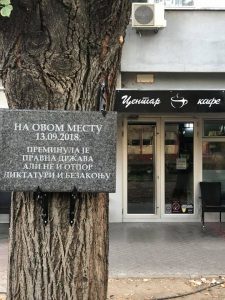 НА ОВОМ МЕСТУ
13.09.2018.
ПРЕМИНУЛА ЈЕ
ПРАВНА ДРЖАВА
АЛИ НЕ И ОТПОР
ДИКТАТУРИ И БЕЗАКОЊУ
Центар кафе